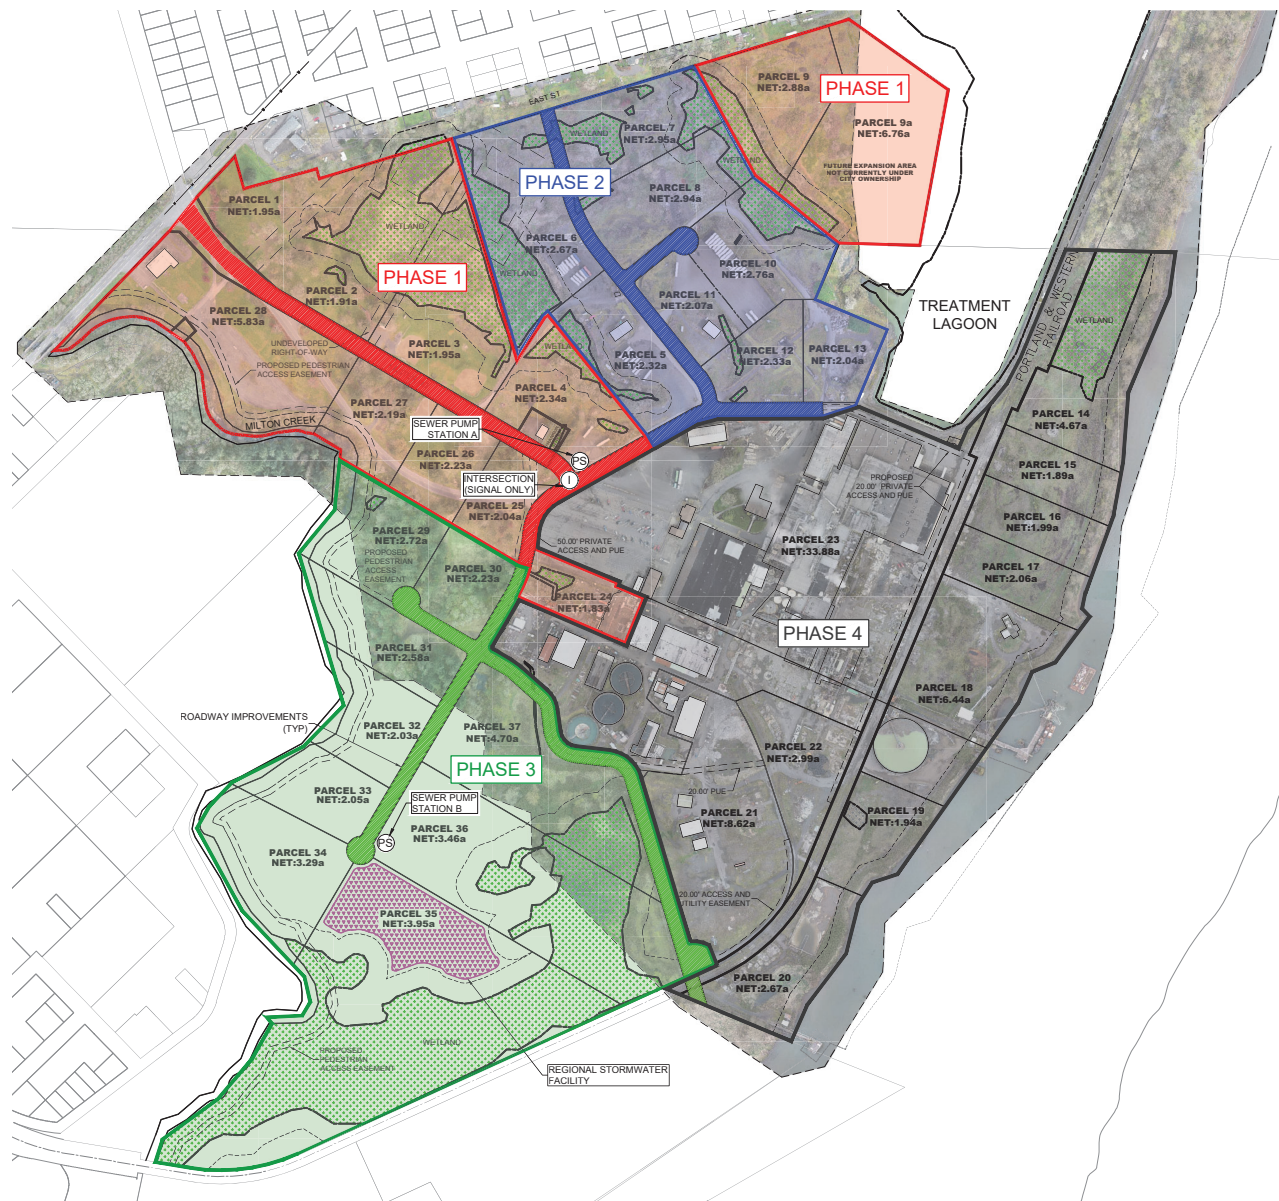 EAST ST
PARCEL 9
NET:2.88a
PHASE 1
PARCEL 9a
NET:6.76a
FUTURE EXPANSION AREA
NOT CURRENTLY UNDER
CITY OWNERSHIP
WETLAND
PARCEL 7
NET:2.95a
WETLAND
PHASE 2
PARCEL 8
NET:2.94a
PARCEL 1
NET:1.95a
WETLAND
PARCEL 6
NET:2.67a
WETLAND
PARCEL 10
NET:2.76a
PHASE 1
PARCEL 2
NET:1.91a
PARCEL 11
NET:2.07a
PARCEL 28
NET:5.83a
TREATMENT
LAGOON
PORTLAND & WESTERN
RAILROAD
WETLAND
UNDEVELOPED
RIGHT-OF-WAY
PROPOSED PEDESTRIAN
ACCESS EASEMENT
PARCEL 3
NET:1.95a
WETLAND
PARCEL 5
NET:2.32a
PARCEL 12
NET:2.33a
PARCEL 13
NET:2.04a
PARCEL 4
NET:2.34a
PARCEL 27
NET:2.19a
MILTON CREEK
SEWER PUMP
STATION A
PS
PARCEL 14
NET:4.67a
PARCEL 26
NET:2.23a
INTERSECTION
(SIGNAL ONLY)
I
PROPOSED
20.00' PRIVATE
ACCESS AND PUE
PARCEL 15
NET:1.89a
PARCEL 25
NET:2.04a
PARCEL 16
NET:1.99a
PARCEL 29
NET:2.72a
50.00' PRIVATE
ACCESS AND PUE
PARCEL 23
NET:33.88a
PROPOSED
PEDESTRIAN
ACCESS
EASEMENT
PARCEL 30
NET:2.23a
PARCEL 17
NET:2.06a
PARCEL 24
NET:1.83a
PHASE 4
PARCEL 31
NET:2.58a
PARCEL 18
NET:6.44a
ROADWAY IMPROVEMENTS
(TYP)
PARCEL 32
NET:2.03a
PARCEL 37
NET:4.70a
PARCEL 22
NET:2.99a
PHASE 3
20.00' PUE
PARCEL 33
NET:2.05a
SEWER PUMP
STATION B
PS
PARCEL 36
NET:3.46a
PARCEL 21
NET:8.62a
PARCEL 19
NET:1.94a
PARCEL 34
NET:3.29a
20.00' ACCESS AND
UTILITY EASEMENT
PARCEL 35
NET:3.95a
PARCEL 20
NET:2.67a
WETLAND
PROPOSED
PEDESTRIAN
ACCESS EASEMENT
REGIONAL STORMWATER
FACILITY